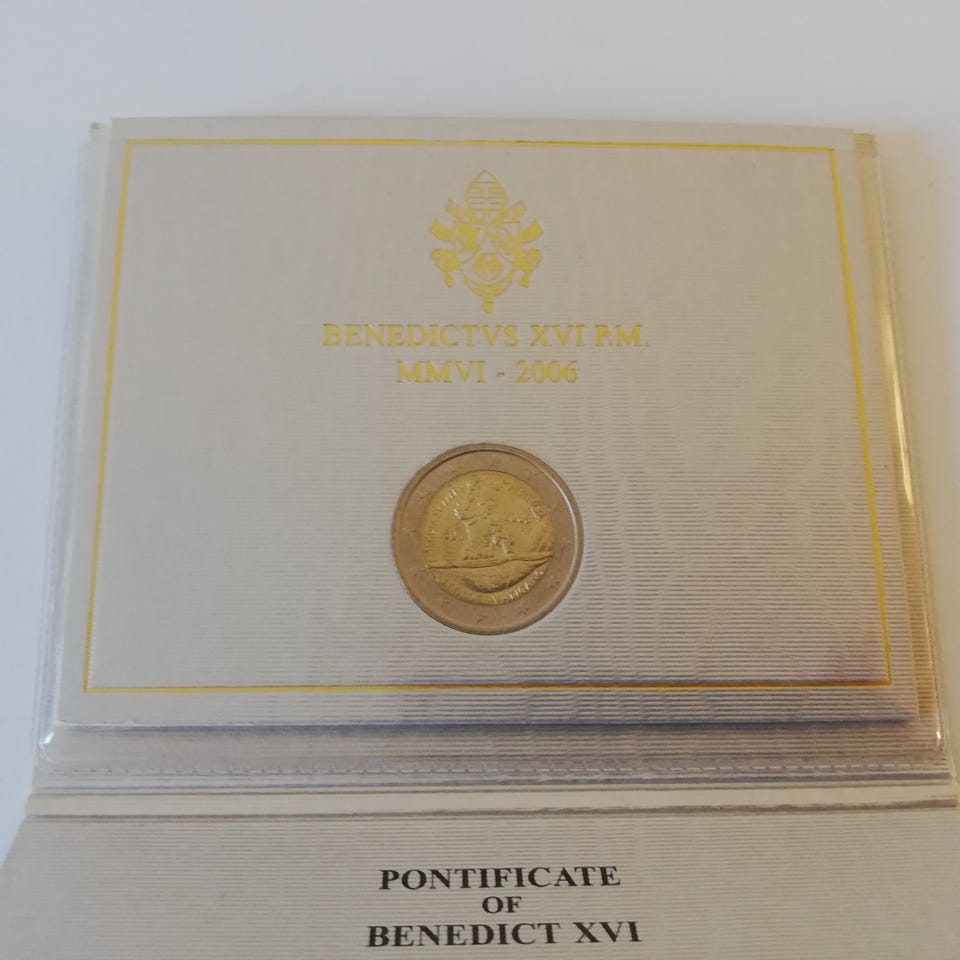 BENEDICTVS XVI P.M.
MMVI - 2006
PONTIFICATE
OF
BENEDICT XVI